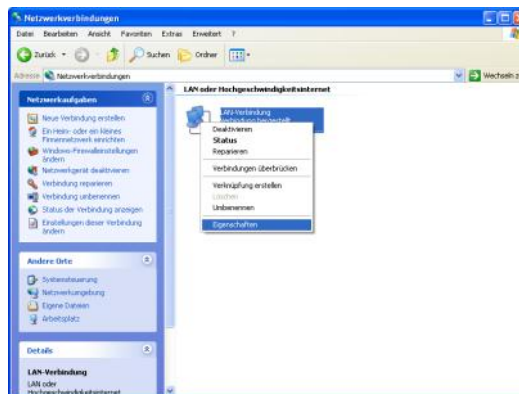 Netzwerkverbindungen
Datei Bearbeiten Ansicht Favoriten Extras Erweitert ?
Zurück Suchen Ordner
Adresse Netzwerkverbindungen Wechseln z
LAN oder Hochgeschwindigkeitsinternet
Netzwerkaufgaben
Neue Verbindung erstellen
Ein Heim- oder ein kleines
Firmennetzwerk einrichten
Windows-Firewalleinstellungen
ändern
Netzwerkgerät deaktivieren
Verbindung reparieren
Verbindung umbenennen
Status der Verbindung anzeigen
Einstellungen dieser Verbindung
ändern
Andere Orte
Systemsteuerung
Netzwerkumgebung
Eigene Dateien
Arbeitsplatz
Details
LAN-Verbindung
LAN oder
Hochgeschwindigkeitsinternet
LAN-Verbindung
Verbindung hergestellt
Deaktivieren
Status
Reparieren
Verbindungen überbrücken
Verknüpfung erstellen
Löschen
Umbenennen
Eigenschaften